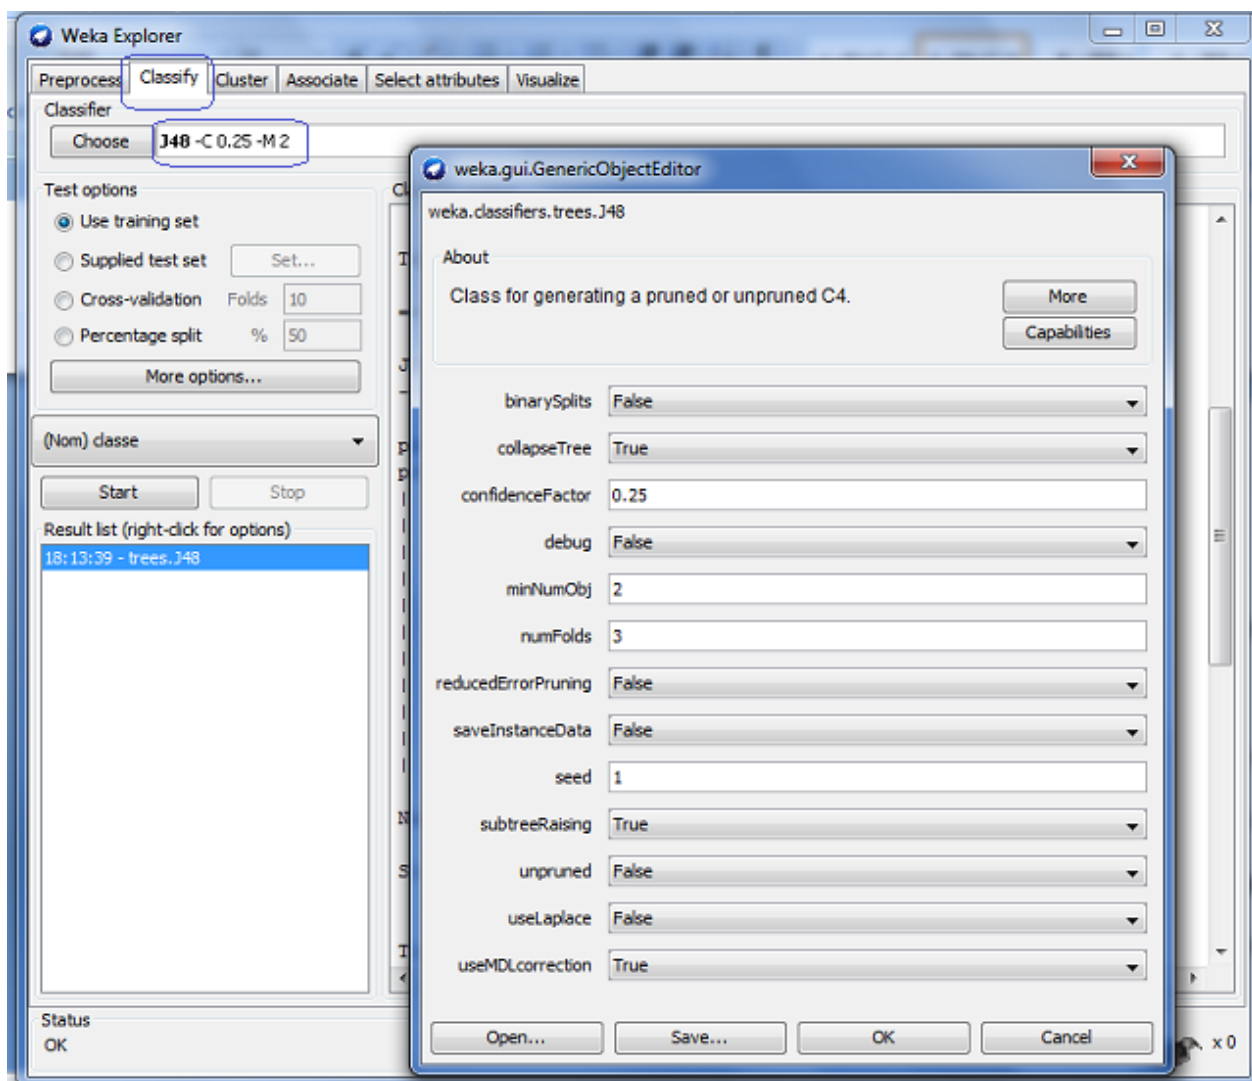 Weka Explorer
Preprocess Classify Cluster Associate Select attributes Visualize
Classifier
Choose J48 -C 0.25 -M 2
Test options
Use training set
Supplied test set Set...
Cross-validation Folds 10
Percentage split % 50
More options...
(Nom) classe
Start Stop
Result list (right-click for options)
18:13:39 - trees.J48
Status
OK
x 0
weka.gui.GenericObjectEditor
weka.classifiers.trees.J48
About
Class for generating a pruned or unpruned C4.
More
Capabilities
binarySplits False
collapseTree True
confidenceFactor 0.25
debug False
minNumObj 2
numFolds 3
reducedErrorPruning False
saveInstanceData False
seed 1
subtreeRaising True
unpruned False
useLaplace False
useMDLcorrection True
Open... Save... OK Cancel